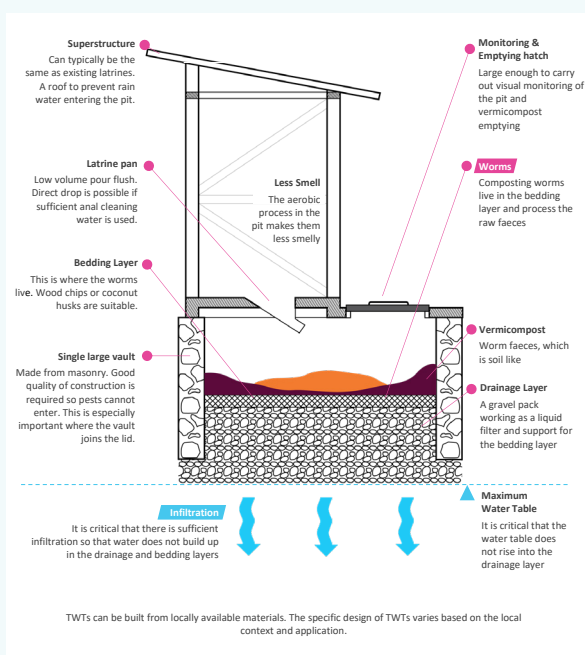 Superstructure
Can typically be the
same as existing latrines.
A roof to prevent rain
water entering the pit.
Latrine pan
Low volume pour flush.
Direct drop is possible if
sufficient anal cleaning
water is used.
Bedding Layer
This is where the worms
live. Wood chips or coconut
husks are suitable.
Single large vault
Made from masonry. Good
quality of construction is
required so pests cannot
enter. This is especially
important where the vault
joins the lid.
Less Smell
The aerobic
process in the
pit makes them
less smelly
Monitoring &
Emptying hatch
Large enough to carry
out visual monitoring of
the pit and
vermicompost
emptying
Worms
Composting worms
live in the bedding
layer and process the
raw faeces
Vermicompost
Worm faeces, which
is soil like
Drainage Layer
A gravel pack
working as a liquid
filter and support for
the bedding layer
Infiltration
It is critical that there is sufficient
infiltration so that water does not build up
in the drainage and bedding layers
Maximum
Water Table
It is critical that the
water table does
not rise into the
drainage layer
TWTs can be built from locally available materials. The specific design of TWTs varies based on the local
context and application.